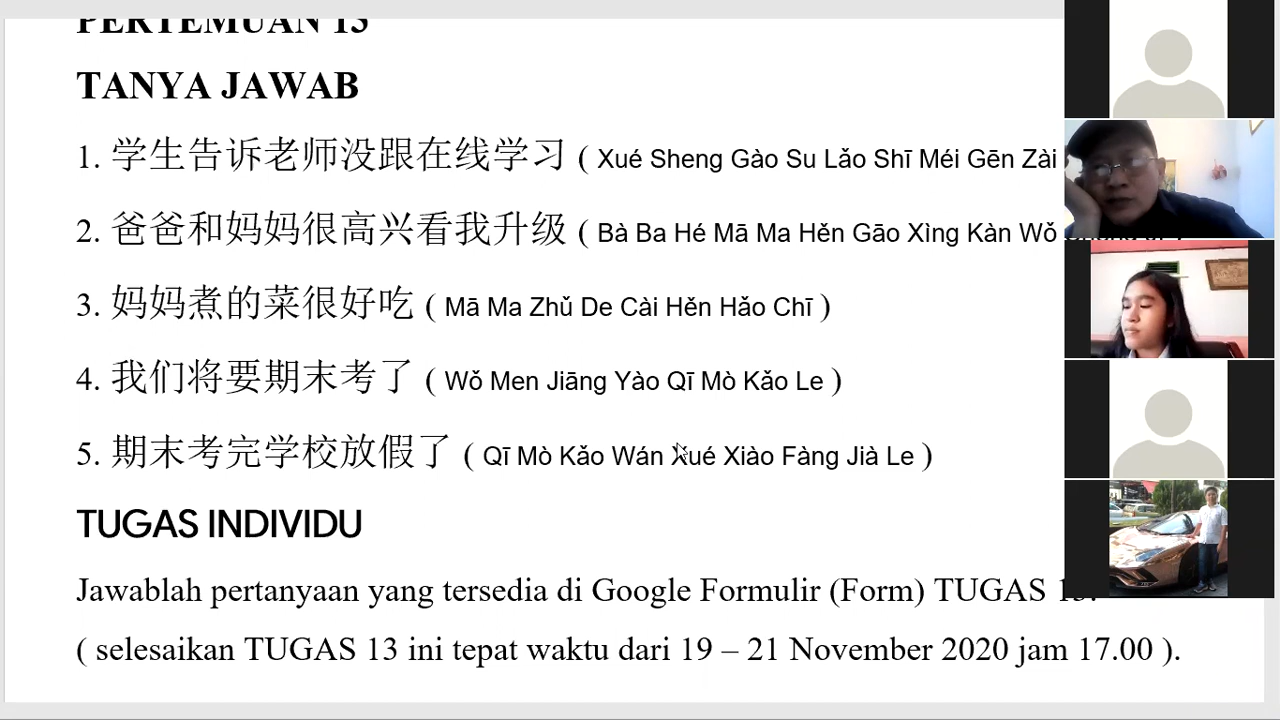 PERTEMUAN 13
TANYA JAWAB
1. 学生告诉老师没跟在线学习 ( Xué Sheng Gào Su Lǎo Shī Méi Gēn Zài
2. 爸爸和妈妈很高兴看我升级 ( Bà Ba Hé Mā Ma Hěn Gāo Xìng Kàn Wǒ
3. 妈妈煮的菜很好吃 ( Mā Ma Zhǔ De Cài Hěn Hǎo Chī )
4. 我们将要期末考了 ( Wǒ Men Jiāng Yào Qī Mò Kǎo Le )
5. 期末考完学校放假了 ( Qī Mò Kǎo Wán Xué Xiào Fàng Jià Le )
TUGAS INDIVIDU
Jawablah pertanyaan yang tersedia di Google Formulir (Form) TUGAS 13.
( selesaikan TUGAS 13 ini tepat waktu dari 19 – 21 November 2020 jam 17.00 ).